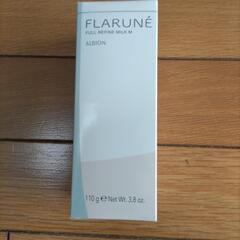 FLARUNÉ
FULL REFINE MILK M
ALBION
110 g ℮ Net Wt. 3.8 oz.